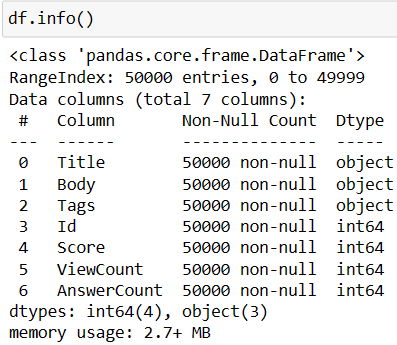 df.info()
<class 'pandas.core.frame.DataFrame'>
RangeIndex: 50000 entries, 0 to 49999
Data columns (total 7 columns):
 #   Column       Non-Null Count  Dtype
---  ------       --------------  -----
 0   Title        50000 non-null  object
 1   Body         50000 non-null  object
 2   Tags         50000 non-null  object
 3   Id           50000 non-null  int64
 4   Score        50000 non-null  int64
 5   ViewCount    50000 non-null  int64
 6   AnswerCount  50000 non-null  int64
dtypes: int64(4), object(3)
memory usage: 2.7+ MB